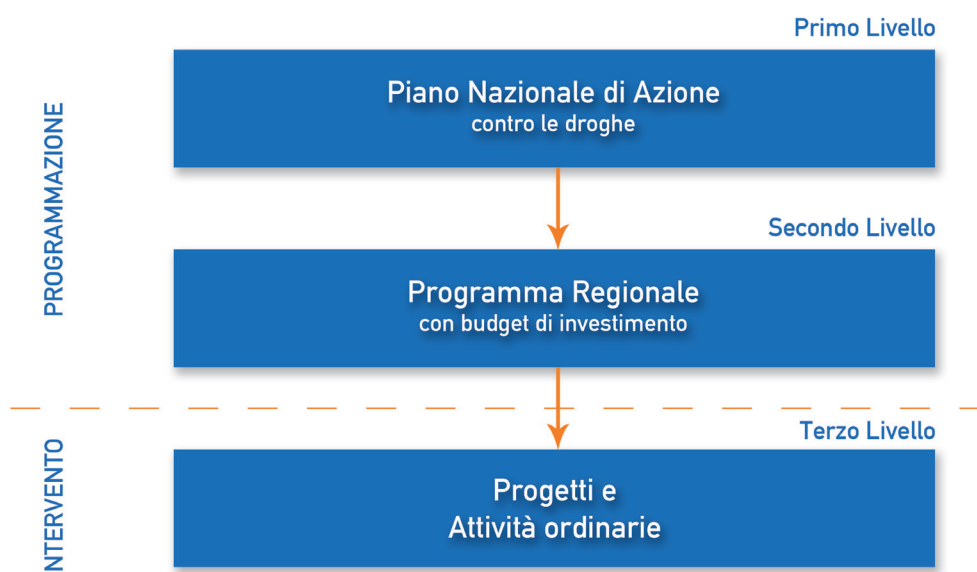 Primo Livello
PROGRAMMAZIONE
Piano Nazionale di Azione
contro le droghe
Secondo Livello
Programma Regionale
con budget di investimento
Terzo Livello
NTERVENTO
Progetti e
Attività ordinarie